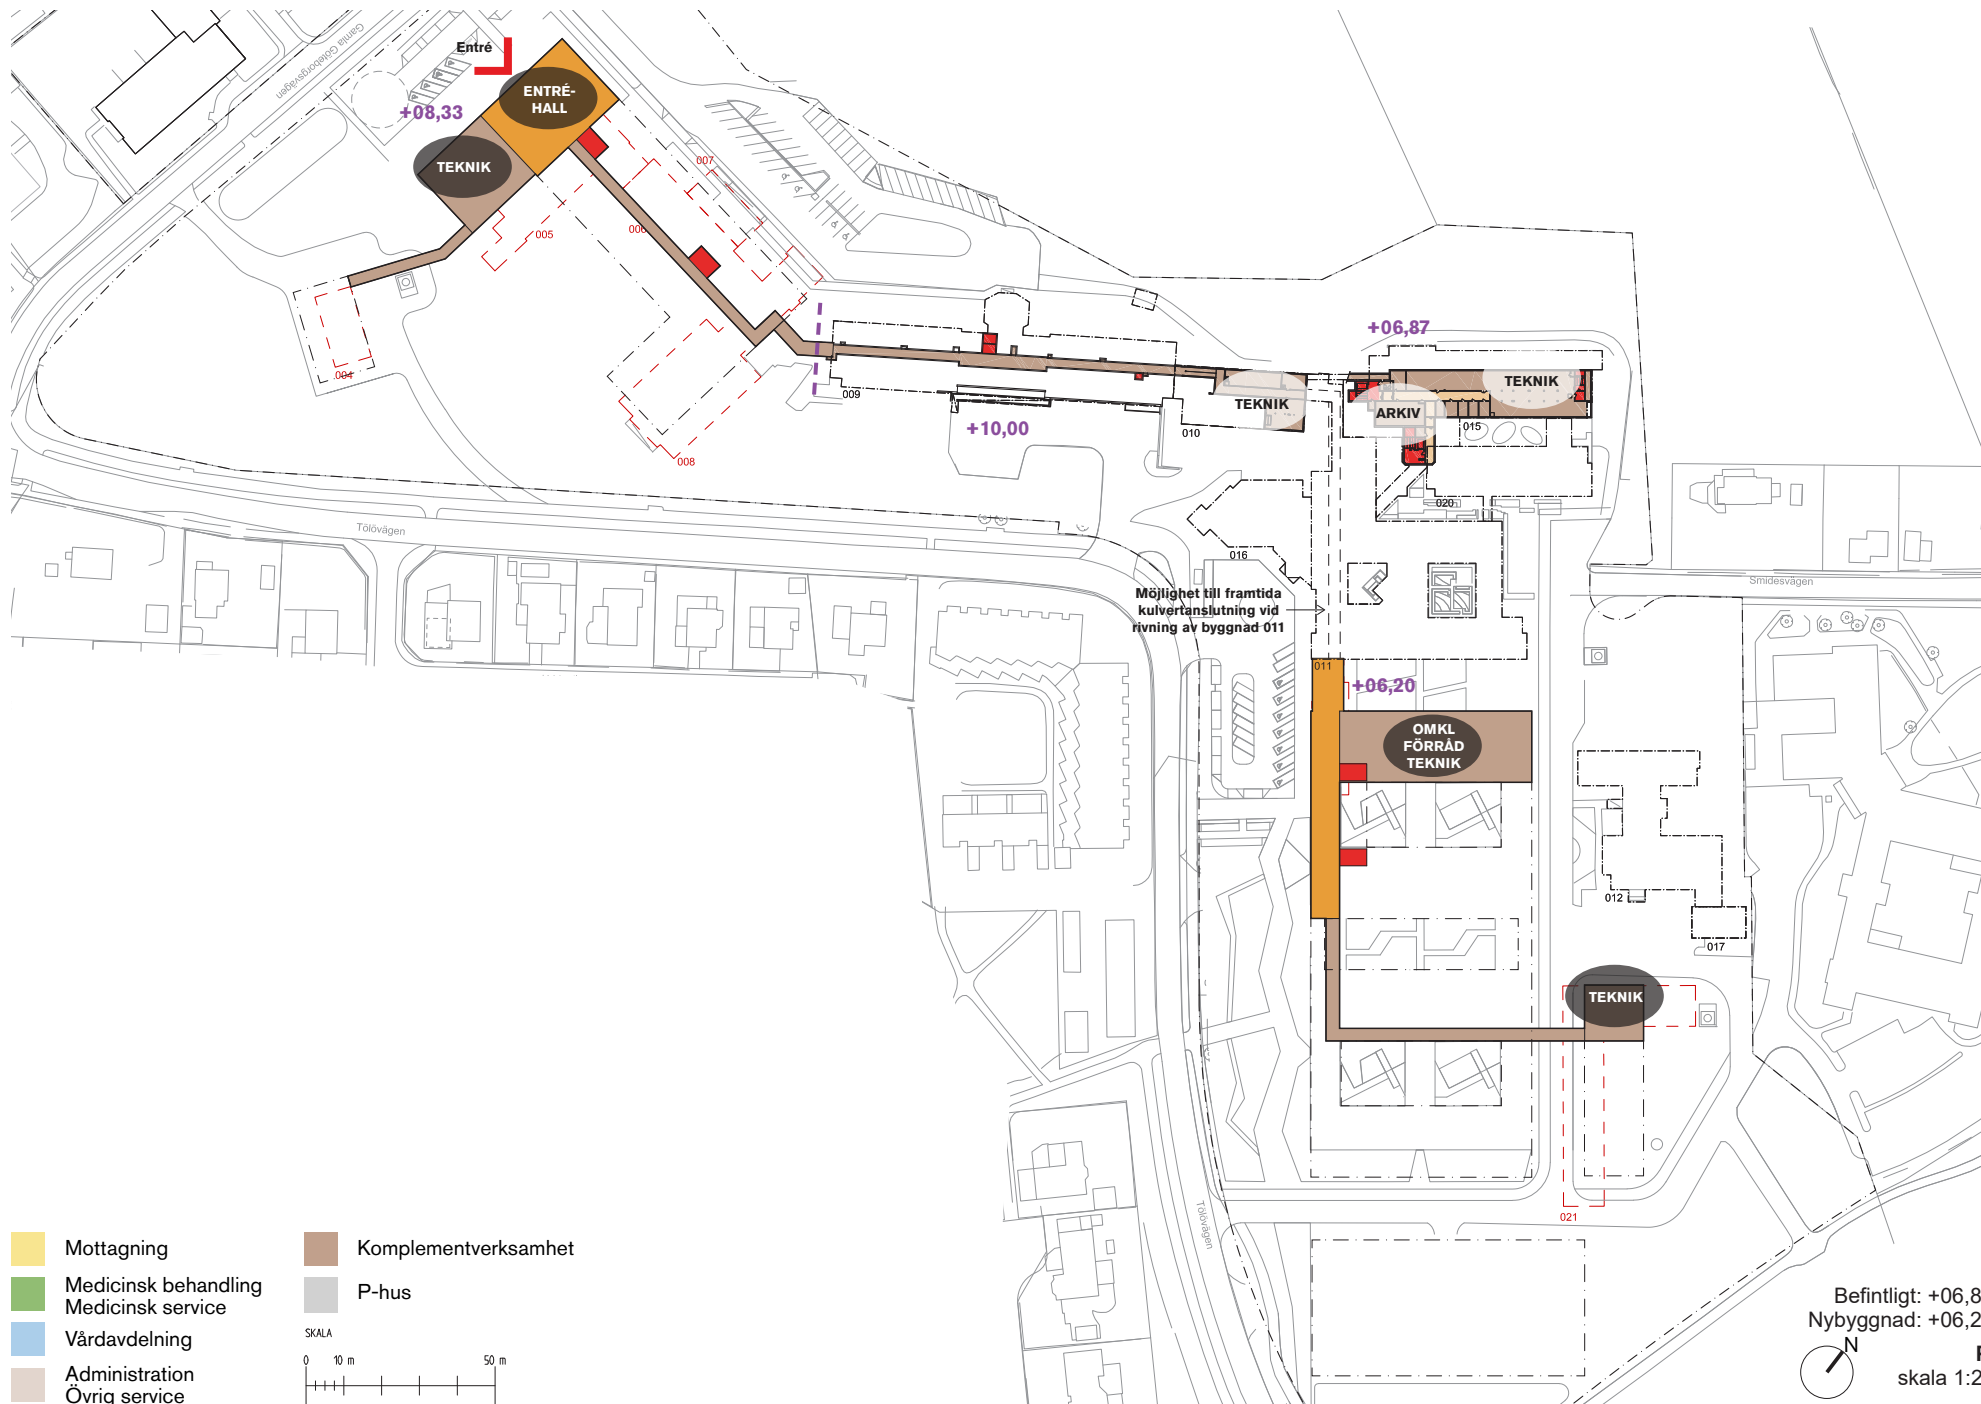 Gamla Göteborgsvägen
Entré
+08,33
ENTRÉ-
HALL
TEKNIK
007
005
006
004
008
009
+10,00
010
TEKNIK
+06,87
TEKNIK
ARKIV
015
020
016
Tölövägen
Smidesvägen
Möjlighet till framtida
kulvertanslutning vid
rivning av byggnad 011
011
+06,20
OMKL
FÖRRÅD
TEKNIK
012
017
TEKNIK
021
Tölövägen
Mottagning
Medicinsk behandling
Medicinsk service
Vårdavdelning
Administration
Övrig service
Komplementverksamhet
P-hus
SKALA
0 10 m 50 m
Befintligt: +06,8
Nybyggnad: +06,2
N
skala 1:2